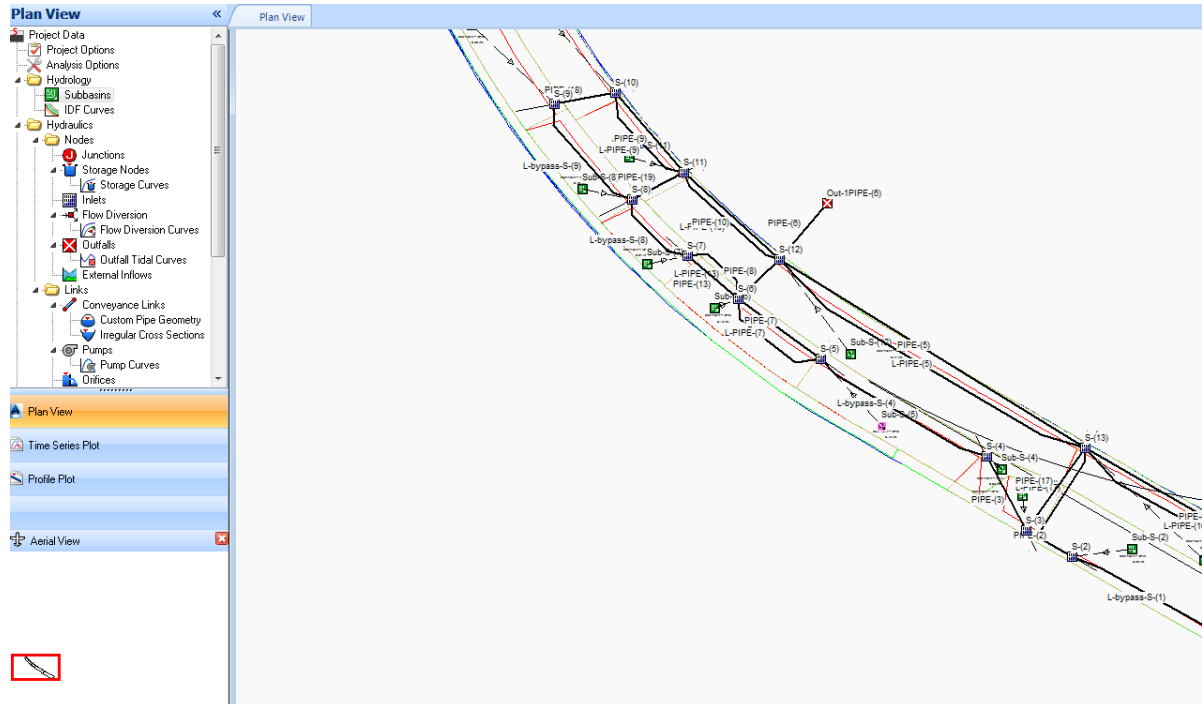 Plan View
«
Plan View
Project Data
Project Options
Analysis Options
Hydrology
Subbasins
IDF Curves
Hydraulics
Nodes
Junctions
Storage Nodes
Storage Curves
Inlets
Flow Diversion
Flow Diversion Curves
Outfalls
Outfall Tidal Curves
External Inflows
Links
Conveyance Links
Custom Pipe Geometry
Irregular Cross Sections
Pumps
Pump Curves
Orifices
Plan View
Time Series Plot
Profile Plot
Aerial View
S-(10)
S-(9)
PIPE-(9)
L-PIPE-(9)
S-(11)
L-bypass-S-(9)
PIPE-(19)
S-(8)
Out-1PIPE-(6)
PIPE-(6)
PIPE-(10)
L-bypass-S-(8)
S-(7)
S-(12)
L-PIPE-(13)
PIPE-(8)
PIPE-(13)
S-(6)
PIPE-(7)
L-PIPE-(7)
S-(5)
Sub-S-(12)
PIPE-(5)
L-PIPE-(5)
L-bypass-S-(4)
Sub-S-(5)
S-(13)
S-(4)
Sub-S-(4)
PIPE-(17)
PIPE-(3)
S-(3)
PIPE-(2)
S-(2)
Sub-S-(2)
L-bypass-S-(1)